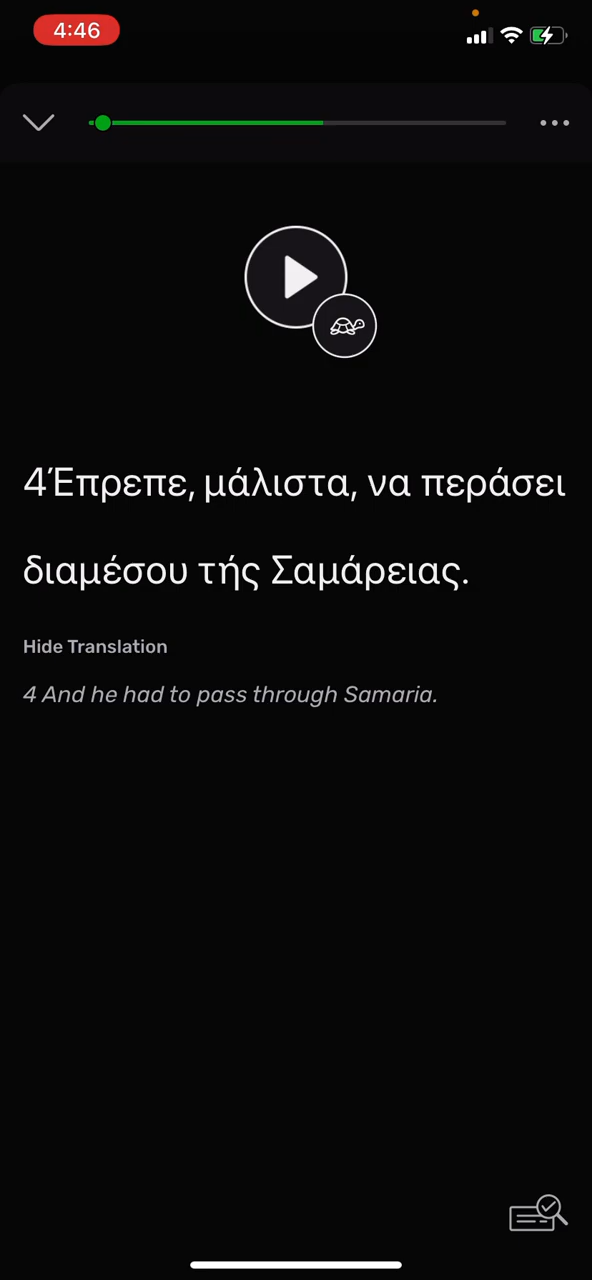 4:46
4Έπρεπε, μάλιστα, να περάσει
διαμέσου τής Σαμάρειας.
Hide Translation
4 And he had to pass through Samaria.